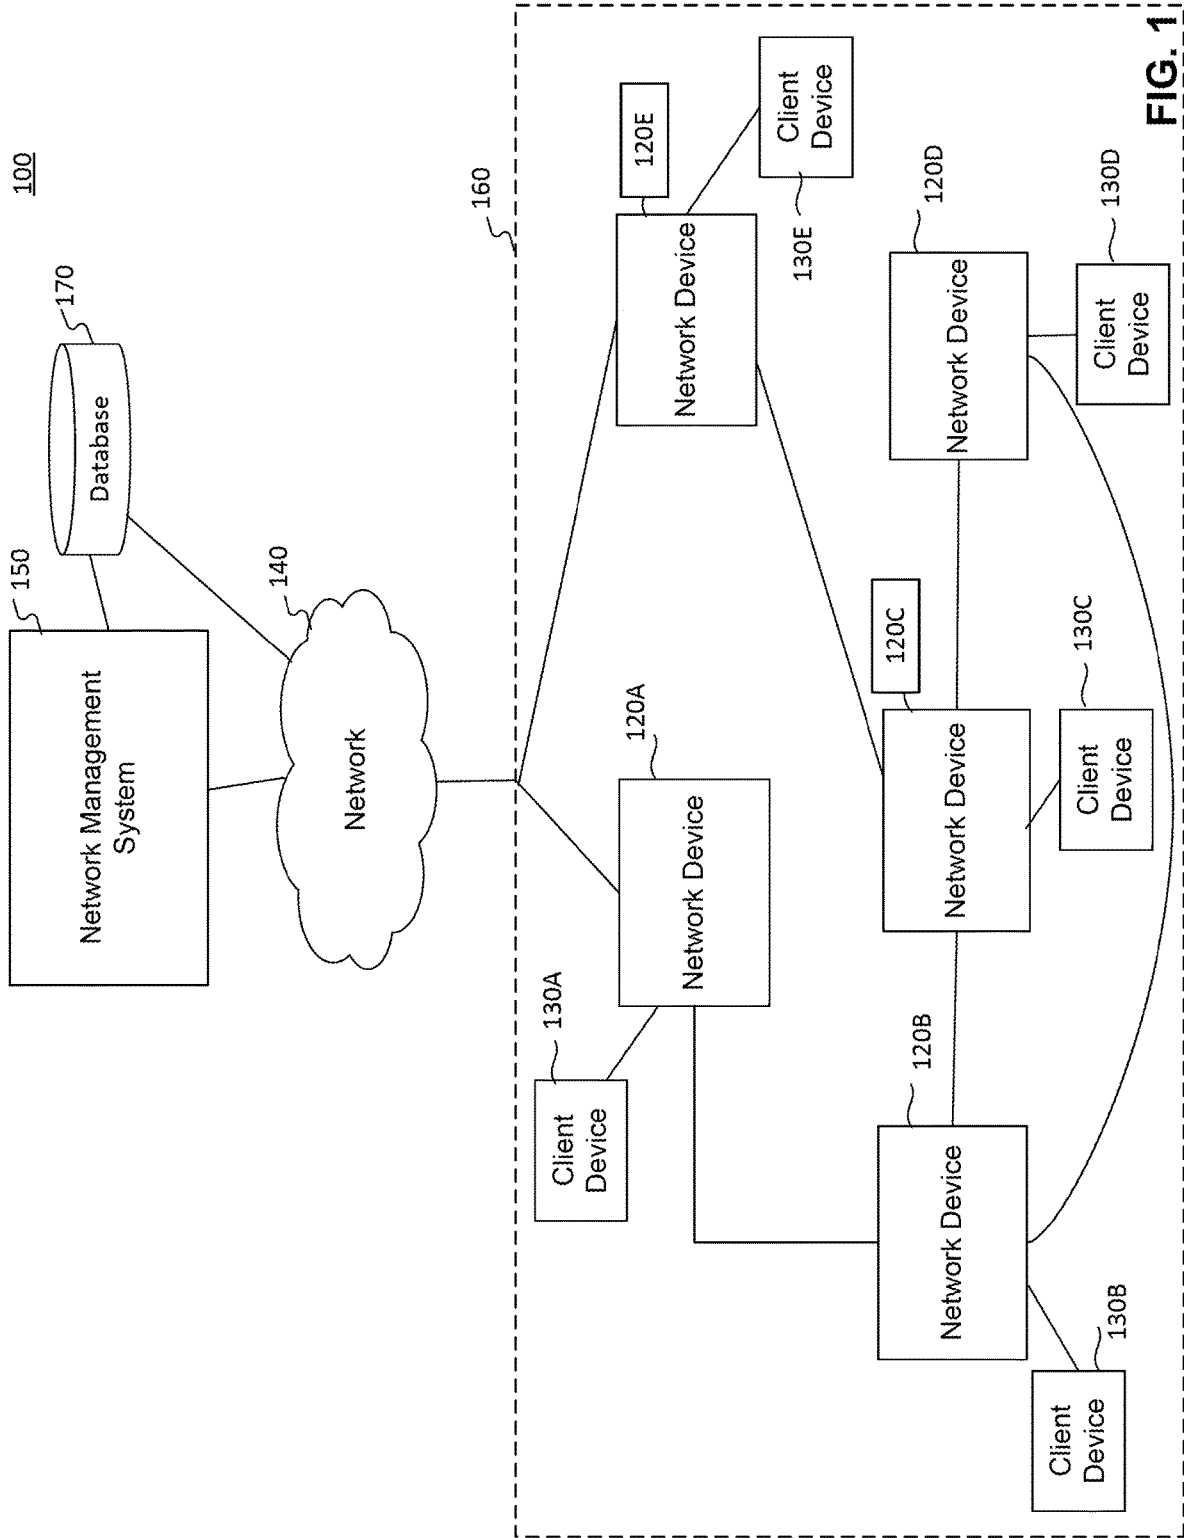 100
Network Management
System
150
Database
170
Network
140
160
Client
Device
130A
Network Device
120A
Network Device
120E
Client
Device
130E
Network Device
120B
Network Device
120C
Network Device
120D
Client
Device
130B
Client
Device
130C
Client
Device
130D
FIG. 1